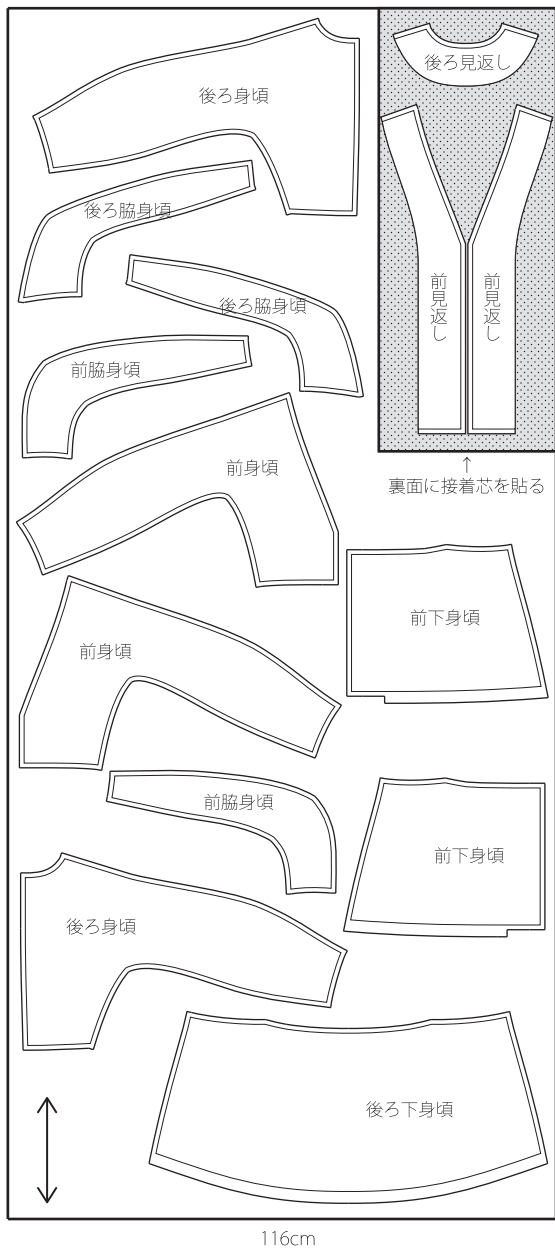 後ろ身頃
後ろ見返し
後ろ脇身頃
後ろ脇身頃
前見返し
前見返し
前脇身頃
前身頃
↑
裏面に接着芯を貼る
前下身頃
前身頃
前脇身頃
前下身頃
後ろ身頃
後ろ下身頃
116cm